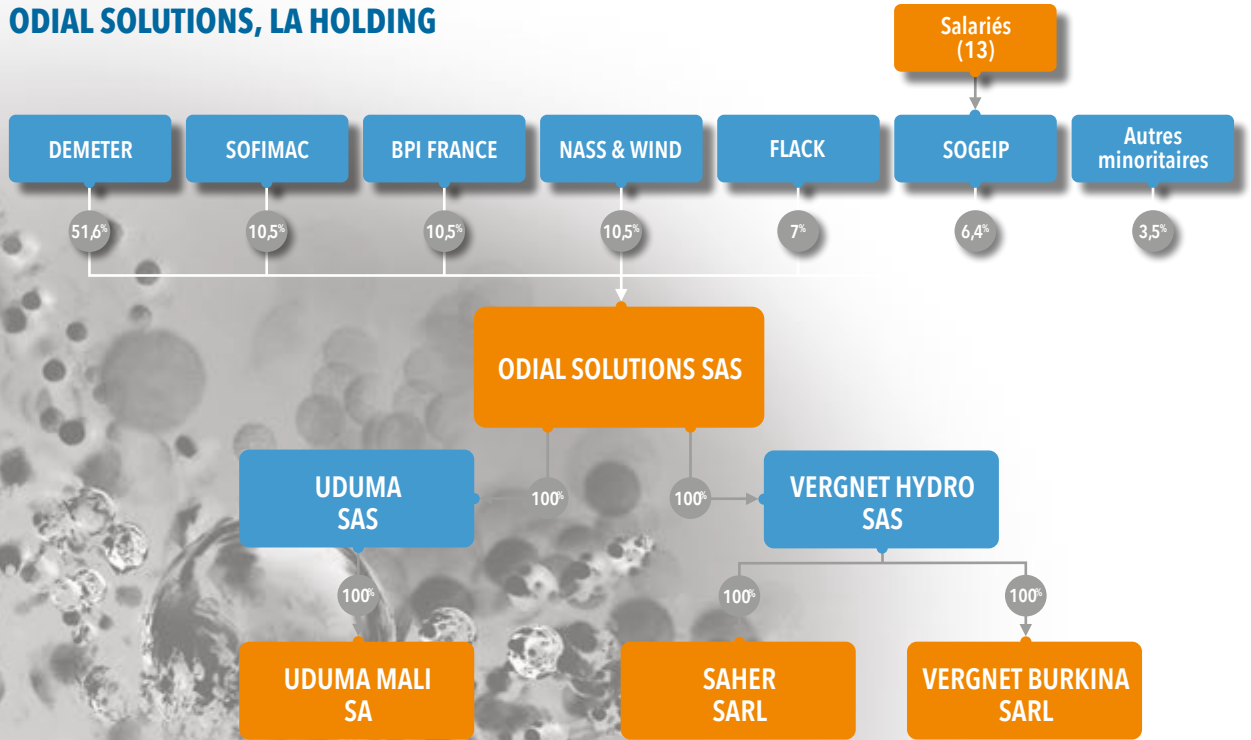 ODIAL SOLUTIONS, LA HOLDING
Salariés
(13)
DEMETER
SOFIMAC
BPI FRANCE
NASS & WIND
FLACK
SOGEIP
Autres
minoritaires
51,6%
10,5%
10,5%
10,5%
7%
6,4%
3,5%
ODIAL SOLUTIONS SAS
UDUMA
SAS
100%
100%
VERGNET HYDRO
SAS
100%
100%
100%
UDUMA MALI
SA
SAHER
SARL
VERGNET BURKINA
SARL